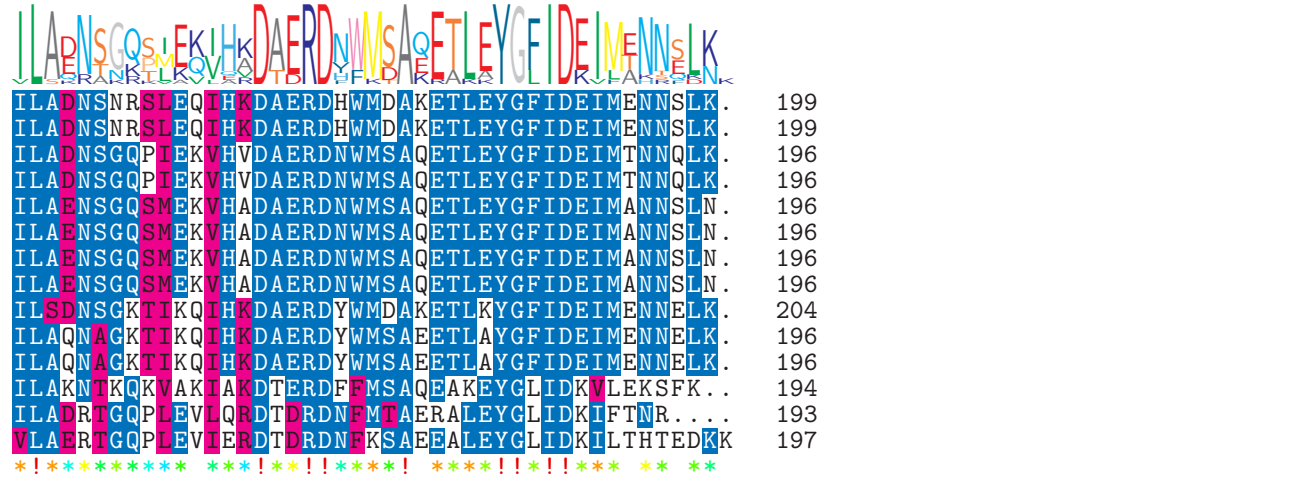 ILADNSNRSLEQIHKDAERDHWMDAKETLEYGFIDEIMENNSLK. 199
ILADNSNRSLEQIHKDAERDHWMDAKETLEYGFIDEIMENNSLK. 199
ILADNSGQPIEKVHVDAERDNWMSAQETLEYGFIDEIMTNNQLK. 196
ILADNSGQPIEKVHVDAERDNWMSAQETLEYGFIDEIMTNNQLK. 196
ILAENSGQSMEKVHADAERDNWMSAQETLEYGFIDEIMANNSLN. 196
ILAENSGQSMEKVHADAERDNWMSAQETLEYGFIDEIMANNSLN. 196
ILAENSGQSMEKVHADAERDNWMSAQETLEYGFIDEIMANNSLN. 196
ILAENSGQSMEKVHADAERDNWMSAQETLEYGFIDEIMANNSLN. 196
ILSDNSGKTIKQIHKDAERDYWMDAKETLKYGFIDEIMENNELK. 204
ILAQNAGKTIKQIHKDAERDYWMSAEETLAYGFIDEIMENNELK. 196
ILAQNAGKTIKQIHKDAERDYWMSAEETLAYGFIDEIMENNELK. 196
ILAKNTKQKVAKIAKDTERDFFMSAQEAKEYGLIDKVLEKSFK.. 194
ILADRTGQPLEVLQRDTDRDNFMTAERALEYGLIDKIFTNR.... 193
VLAERTGQPLEVIERDTDRDNFKSAEEALEYGLIDKILTHTEDKK 197
*!********* ***!**!!****! ****!!*!!*** ** **